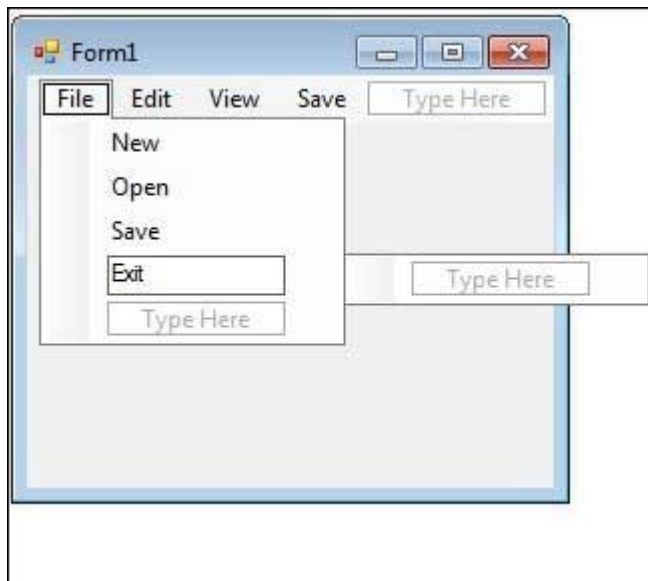 Form1
File Edit View Save Type Here
New
Open
Save
Exit Type Here
Type Here